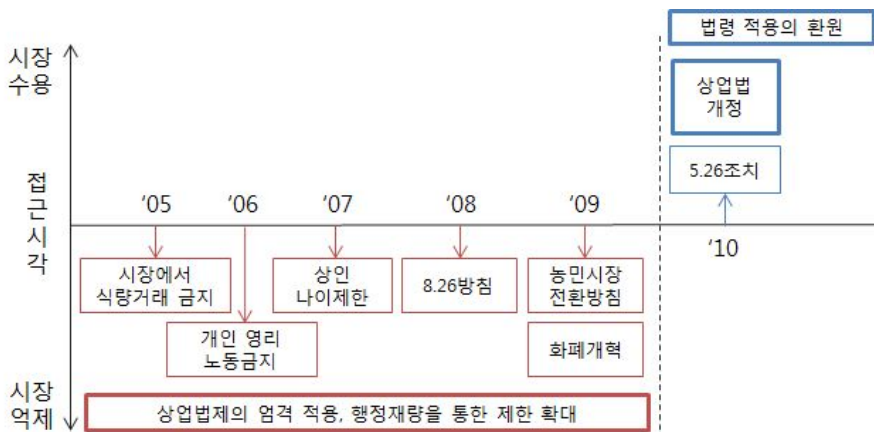 법령 적용의 환원
시장
수용
상업법
개정
5.26조치
접
근
시
각
‘05
‘06
‘07
‘08
‘09
‘10
시장에서
식량거래 금지
상인
나이제한
8.26방침
농민시장
전환방침
개인 영리
노동금지
화폐개혁
시장
억제
상업법제의 엄격 적용, 행정재량을 통한 제한 확대